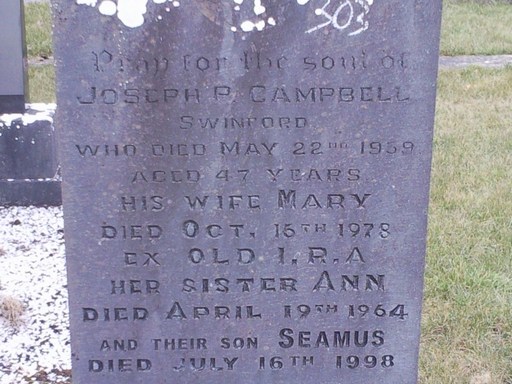 303
Pray for the soul of
JOSEPH P. CAMPBELL
SWINFORD
WHO DIED MAY 22ND 1959
AGED 47 YEARS
HIS WIFE MARY
DIED OCT. 16TH 1978
EX OLD I.R.A
HER SISTER ANN
DIED APRIL 19TH 1964
AND THEIR SON SEAMUS
DIED JULY 16TH 1998